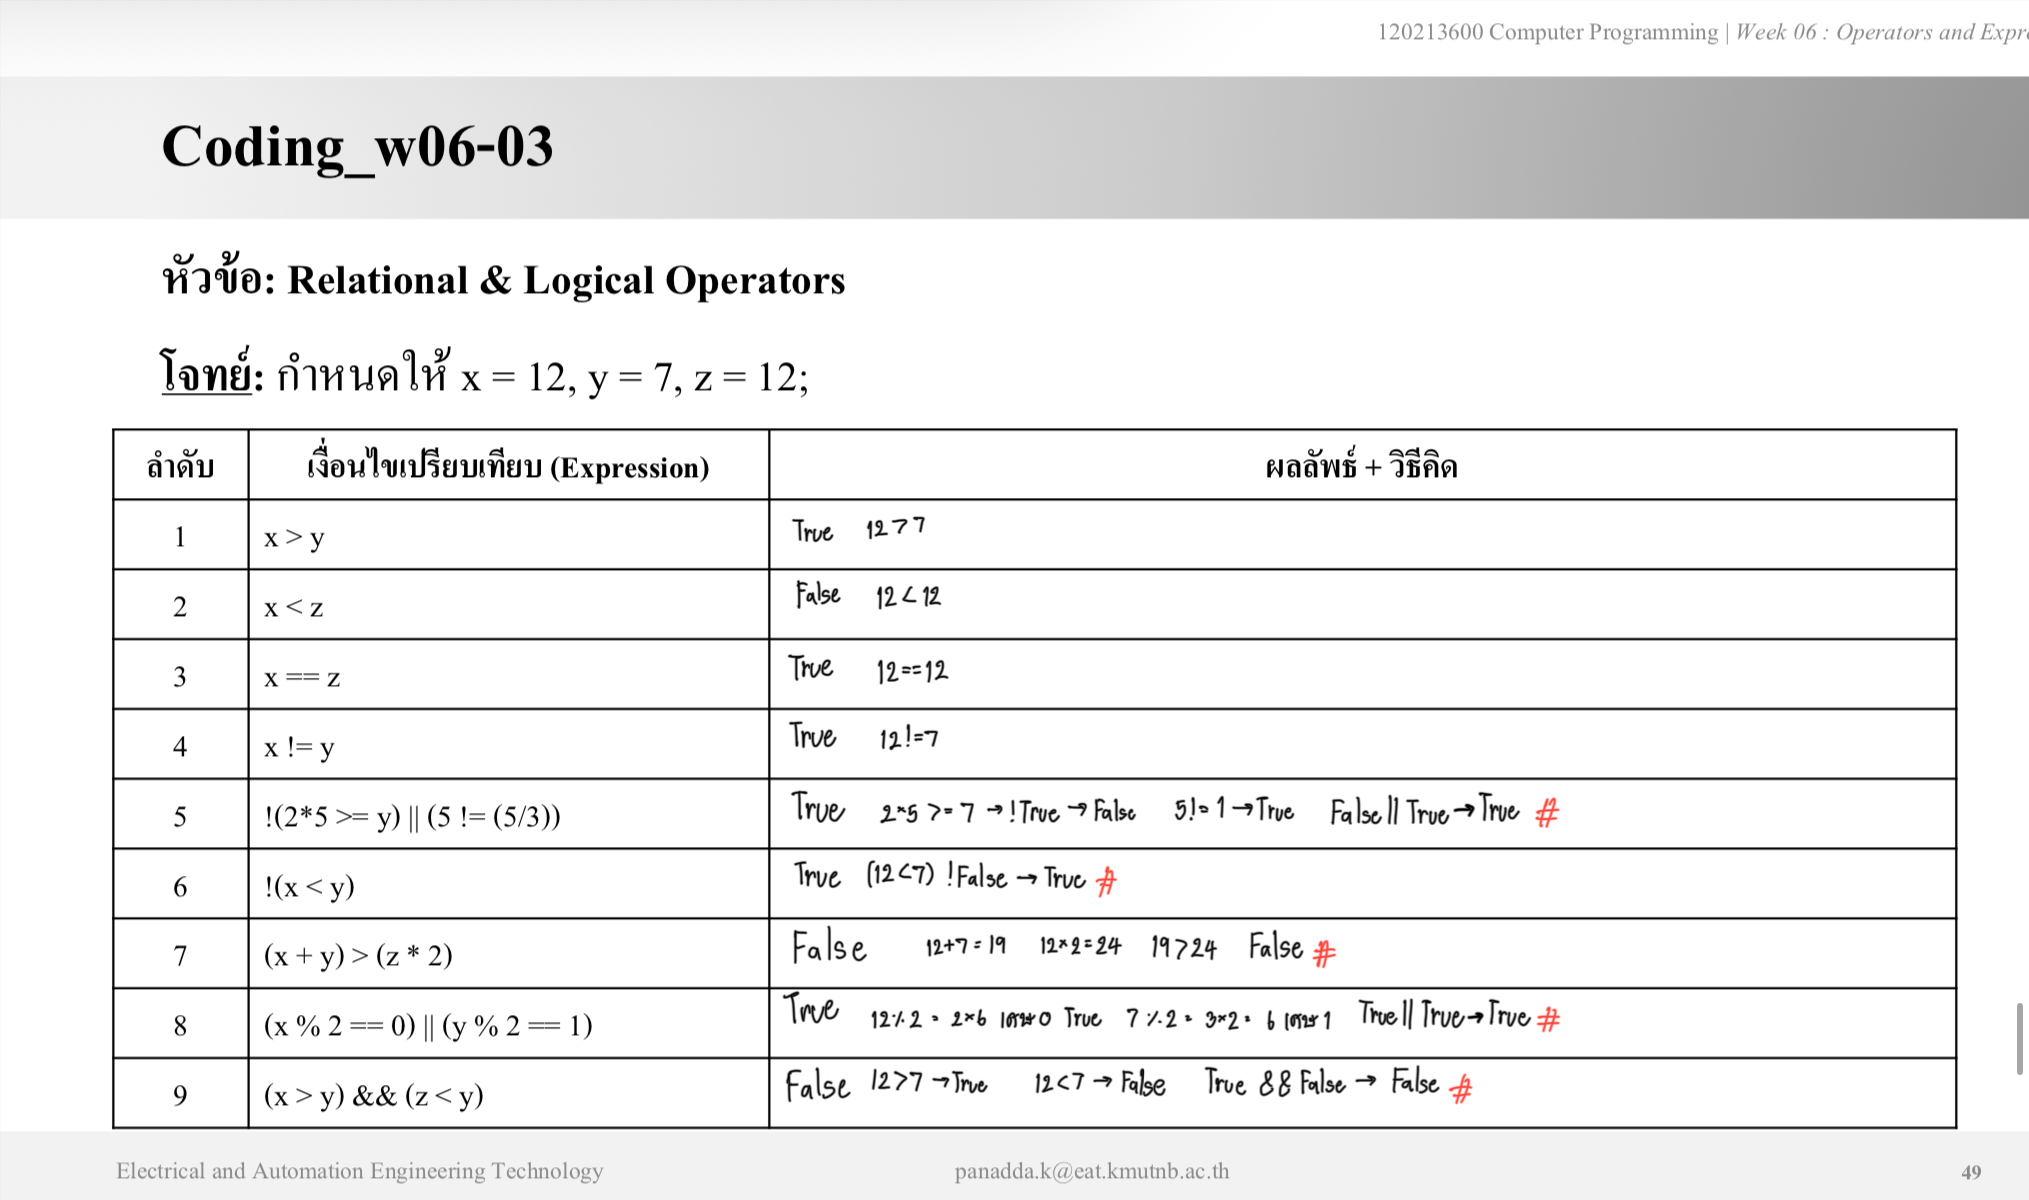 120213600 Computer Programming | Week 06 : Operators and Expre
Coding_w06-03
หัวข้อ: Relational & Logical Operators
โจทย์: กำหนดให้ x = 12, y = 7, z = 12;
ลำดับ เงื่อนไขเปรียบเทียบ (Expression) ผลลัพธ์ + วิธีคิด
1 x > y True 12 > 7
2 x < z False 12 < 12
3 x == z True 12==12
4 x != y True 12!=7
5 !(2*5 >= y) || (5 != (5/3)) True 2*5 >= 7 → !True → False 5!=1 → True False || True → True #
6 !(x < y) True (12<7) !False → True #
7 (x + y) > (z * 2) False 12+7=19 12×2=24 19>24 False #
8 (x % 2 == 0) || (y % 2 == 1) True 12%2 = 2×6 เศษ 0 True 7%2 = 3×2= 6 เศษ 1 True || True → True #
9 (x > y) && (z < y) False 12>7 → True 12<7 → False True && False → False #
Electrical and Automation Engineering Technology panadda.k@eat.kmutnb.ac.th 49